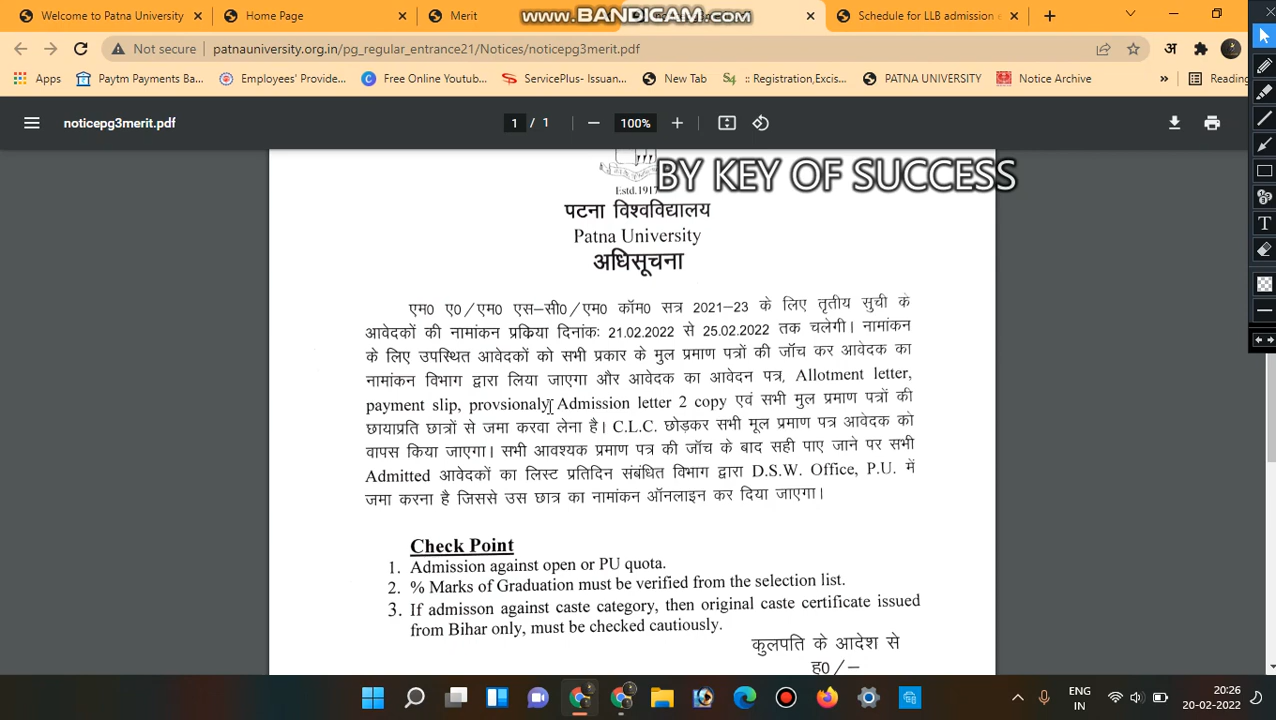 Welcome to Patna University
Home Page
Merit
WWW.BANDICAM.COM
Schedule for LLB admission
Not secure
patnauniversity.org.in/pg_regular_entrance21/Notices/noticepg3merit.pdf
अ
Apps
Paytm Payments Ba...
Employees' Provide...
Free Online Youtub...
ServicePlus- Issuan...
New Tab
:: Registration,Excis...
PATNA UNIVERSITY
Notice Archive
»
Reading
noticepg3merit.pdf
1 / 1
100%
BY KEY OF SUCCESS
Estd.1917
पटना विश्वविद्यालय
Patna University
अधिसूचना
एम0 ए0/एम0 एस-सी0/एम0 कॉम0 सत्र 2021-23 के लिए तृतीय सुची के
आवेदकों की नामांकन प्रकिया दिनांक: 21.02.2022 से 25.02.2022 तक चलेगी। नामांकन
के लिए उपस्थित आवेदकों को सभी प्रकार के मुल प्रमाण पत्रों की जॉच कर आवेदक का
नामांकन विभाग द्वारा लिया जाएगा और आवेदक का आवेदन पत्र, Allotment letter,
payment slip, provsionaly Admission letter 2 copy एवं सभी मुल प्रमाण पत्रों की
छायाप्रति छात्रों से जमा करवा लेना है। C.L.C. छोड़कर सभी मूल प्रमाण पत्र आवेदक को
वापस किया जाएगा। सभी आवश्यक प्रमाण पत्र की जॉच के बाद सही पाए जाने पर सभी
Admitted आवेदकों का लिस्ट प्रतिदिन संबंधित विभाग द्वारा D.S.W. Office, P.U. में
जमा करना है जिससे उस छात्र का नामांकन ऑनलाइन कर दिया जाएगा।
Check Point
1. Admission against open or PU quota.
2. % Marks of Graduation must be verified from the selection list.
3. If admisson against caste category, then original caste certificate issued
from Bihar only, must be checked cautiously.
कुलपति के आदेश से
ह0/-
ENG
IN
20:26
20-02-2022